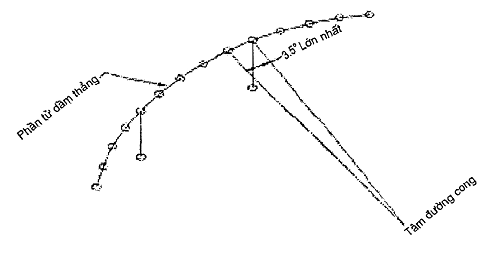 3.5° Lớn nhất
Phần tử dầm thẳng
Tâm đường cong